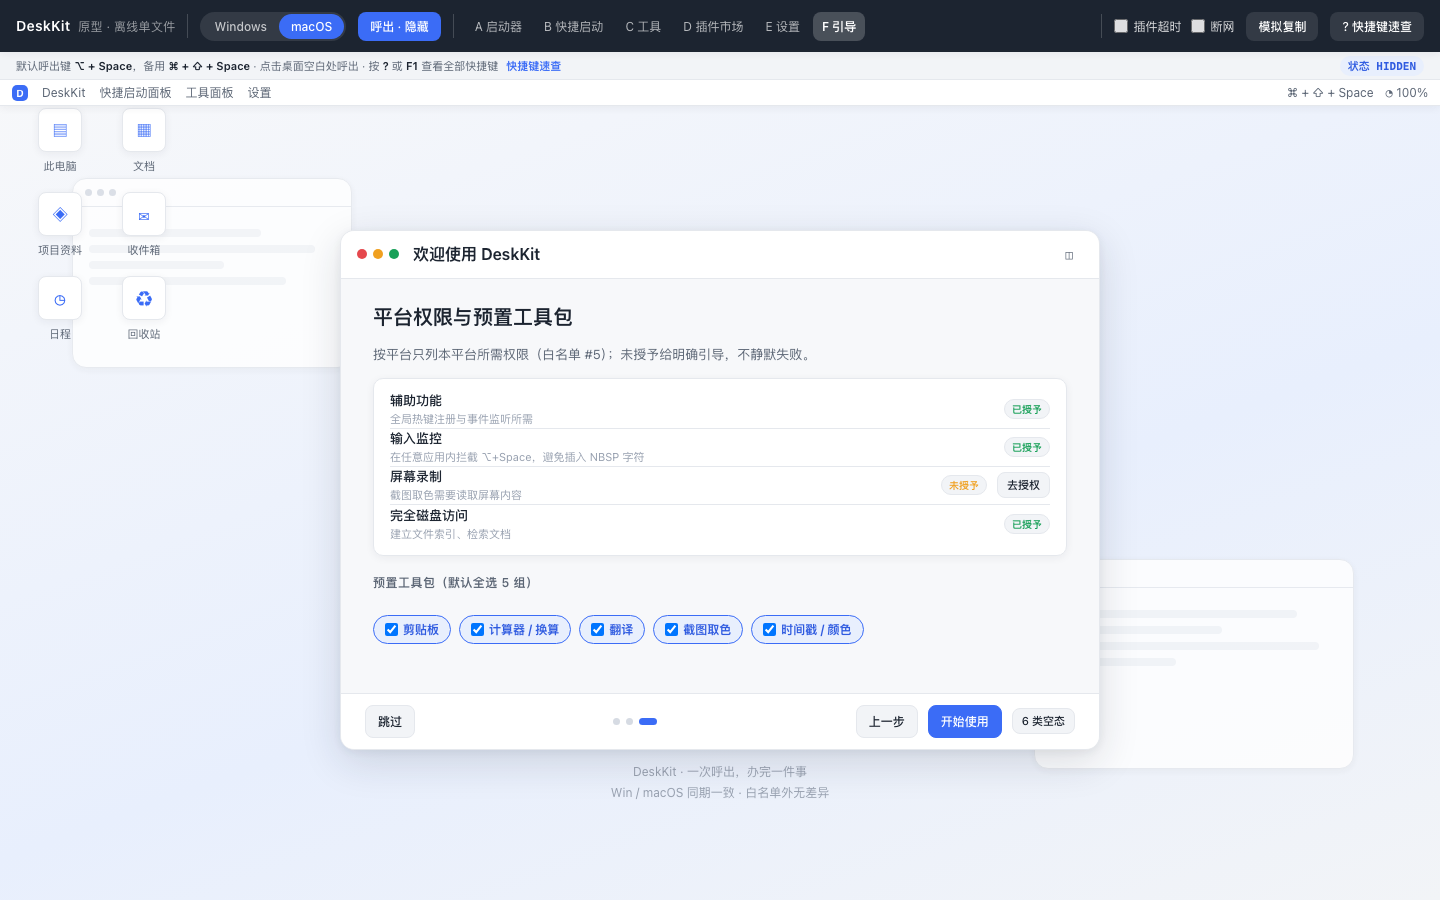 DeskKit 原型 · 离线单文件 Windows macOS 呼出 · 隐藏 A 启动器 B 快捷启动 C 工具 D 插件市场 E 设置 F 引导 插件超时 断网 模拟复制 ? 快捷键速查
默认呼出键 ⌥ + Space，备用 ⌘ + ⇧ + Space · 点击桌面空白处呼出 · 按 ? 或 F1 查看全部快捷键 快捷键速查 状态 HIDDEN
D DeskKit 快捷启动面板 工具面板 设置 ⌘ + ⇧ + Space ◔ 100%
此电脑 文档
项目资料 收件箱
日程 回收站
欢迎使用 DeskKit
平台权限与预置工具包
按平台只列本平台所需权限（白名单 #5）；未授予给明确引导，不静默失败。
辅助功能
全局热键注册与事件监听所需
已授予
输入监控
在任意应用内拦截 ⌥+Space，避免插入 NBSP 字符
已授予
屏幕录制
截图取色需要读取屏幕内容
未授予 去授权
完全磁盘访问
建立文件索引、检索文档
已授予
预置工具包（默认全选 5 组）
剪贴板 计算器 / 换算 翻译 截图取色 时间戳 / 颜色
跳过 上一步 开始使用 6 类空态
DeskKit · 一次呼出，办完一件事
Win / macOS 同期一致 · 白名单外无差异